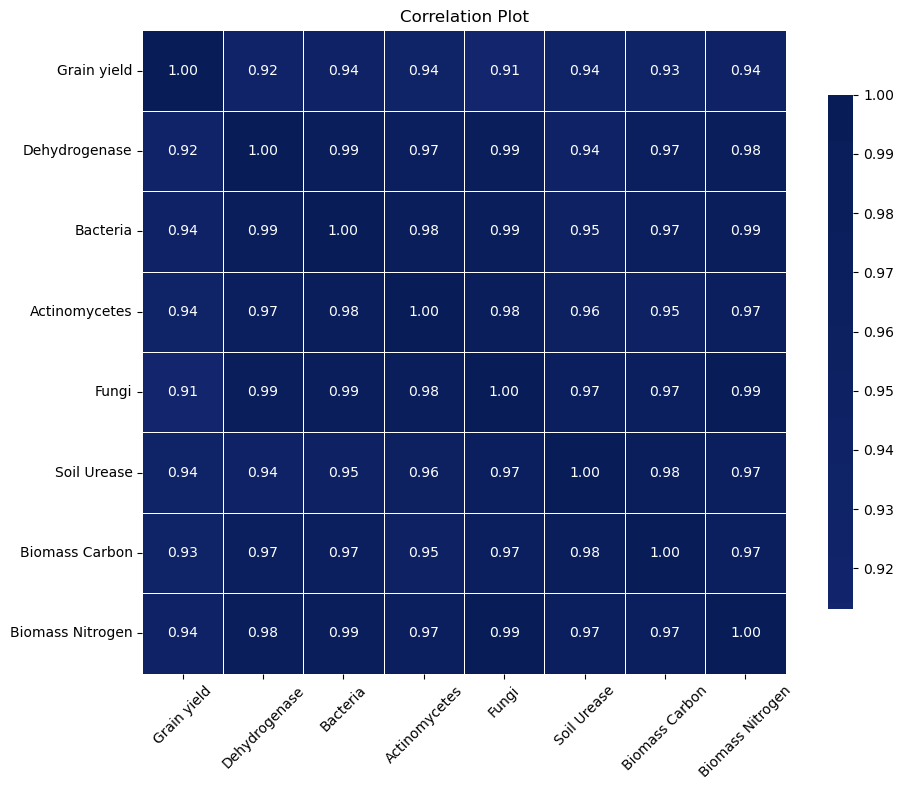 Correlation Plot
Grain yield 1.00 0.92 0.94 0.94 0.91 0.94 0.93 0.94
Dehydrogenase 0.92 1.00 0.99 0.97 0.99 0.94 0.97 0.98
Bacteria 0.94 0.99 1.00 0.98 0.99 0.95 0.97 0.99
Actinomycetes 0.94 0.97 0.98 1.00 0.98 0.96 0.95 0.97
Fungi 0.91 0.99 0.99 0.98 1.00 0.97 0.97 0.99
Soil Urease 0.94 0.94 0.95 0.96 0.97 1.00 0.98 0.97
Biomass Carbon 0.93 0.97 0.97 0.95 0.97 0.98 1.00 0.97
Biomass Nitrogen 0.94 0.98 0.99 0.97 0.99 0.97 0.97 1.00
Grain yield
Dehydrogenase
Bacteria
Actinomycetes
Fungi
Soil Urease
Biomass Carbon
Biomass Nitrogen
1.00
0.99
0.98
0.97
0.96
0.95
0.94
0.93
0.92